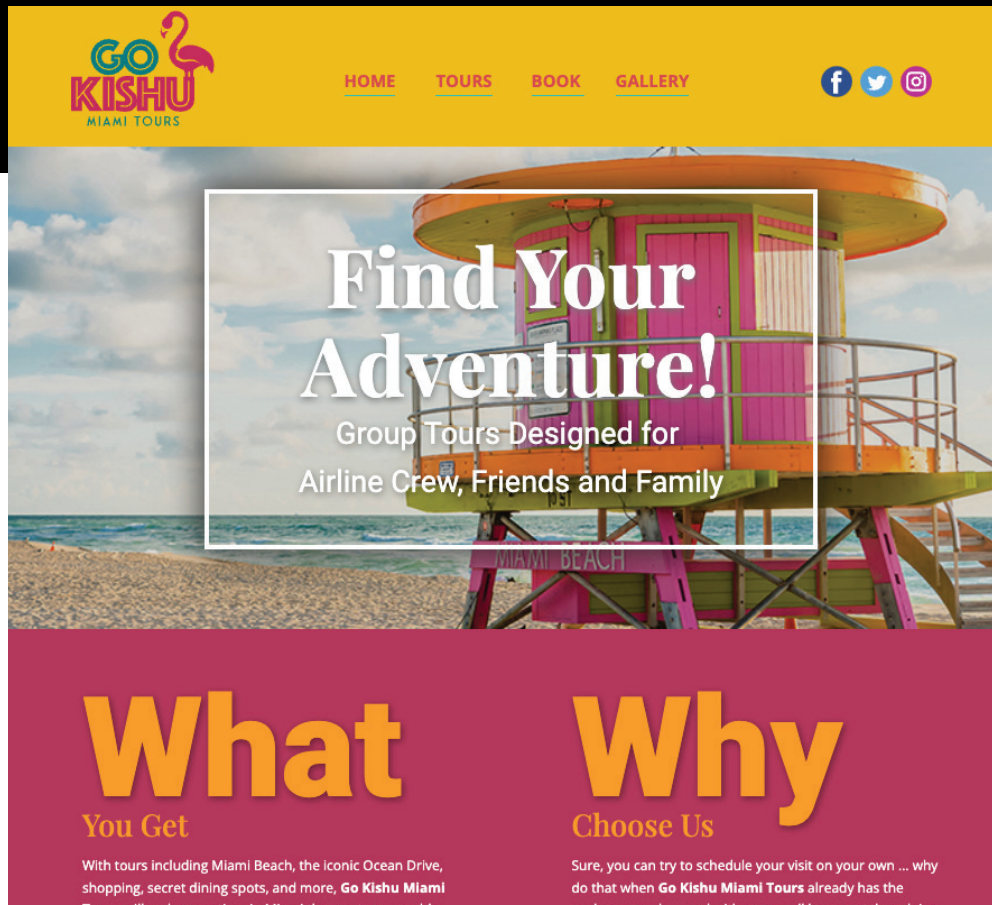 GO
KISHU
MIAMI TOURS
HOME TOURS BOOK GALLERY
Find Your
Adventure!
Group Tours Designed for
Airline Crew, Friends and Family
MIAMI BEACH
What
You Get
With tours including Miami Beach, the iconic Ocean Drive,
shopping, secret dining spots, and more, Go Kishu Miami
Why
Choose Us
Sure, you can try to schedule your visit on your own ... why
do that when Go Kishu Miami Tours already has the